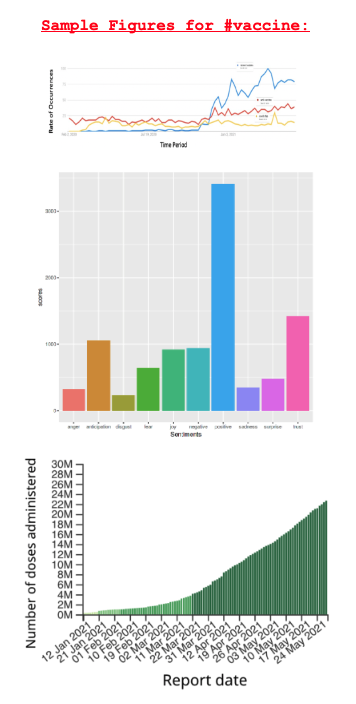 Sample Figures for #vaccine:
Rate of Occurrences
Time Period
scores
3000
2000
1000
0
anger anticipation disgust fear joy negative positive sadness surprise trust
Sentiments
Number of doses administered
30M
28M
26M
24M
22M
20M
18M
16M
14M
12M
10M
8M
6M
4M
2M
0M
12 Jan 2021
21 Jan 2021
01 Feb 2021
10 Feb 2021
19 Feb 2021
02 Mar 2021
11 Mar 2021
22 Mar 2021
31 Mar 2021
12 Apr 2021
19 Apr 2021
26 Apr 2021
03 May 2021
10 May 2021
17 May 2021
24 May 2021
Report date